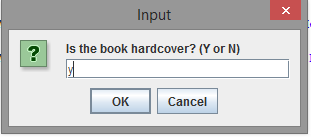 Input
Is the book hardcover? (Y or N)
y
OK Cancel